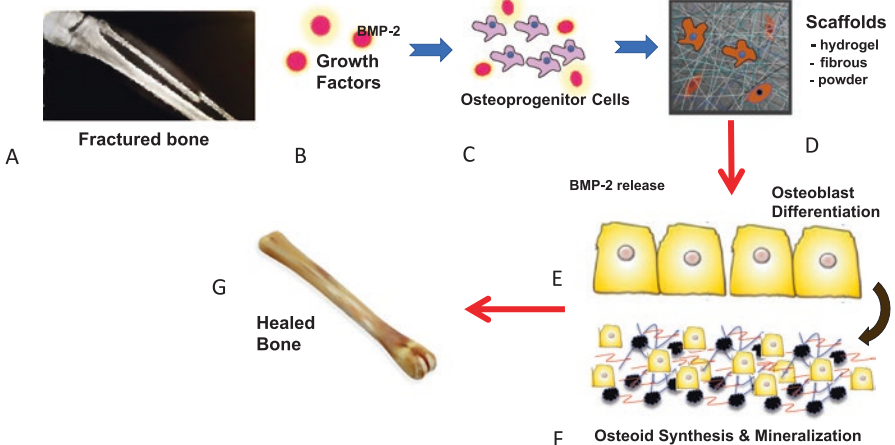 BMP-2
Growth
Factors
Osteoprogenitor Cells
Scaffolds
- hydrogel
- fibrous
- powder
Fractured bone
A
B
C
D
BMP-2 release
Osteoblast
Differentiation
E
G
Healed
Bone
F
Osteoid Synthesis & Mineralization